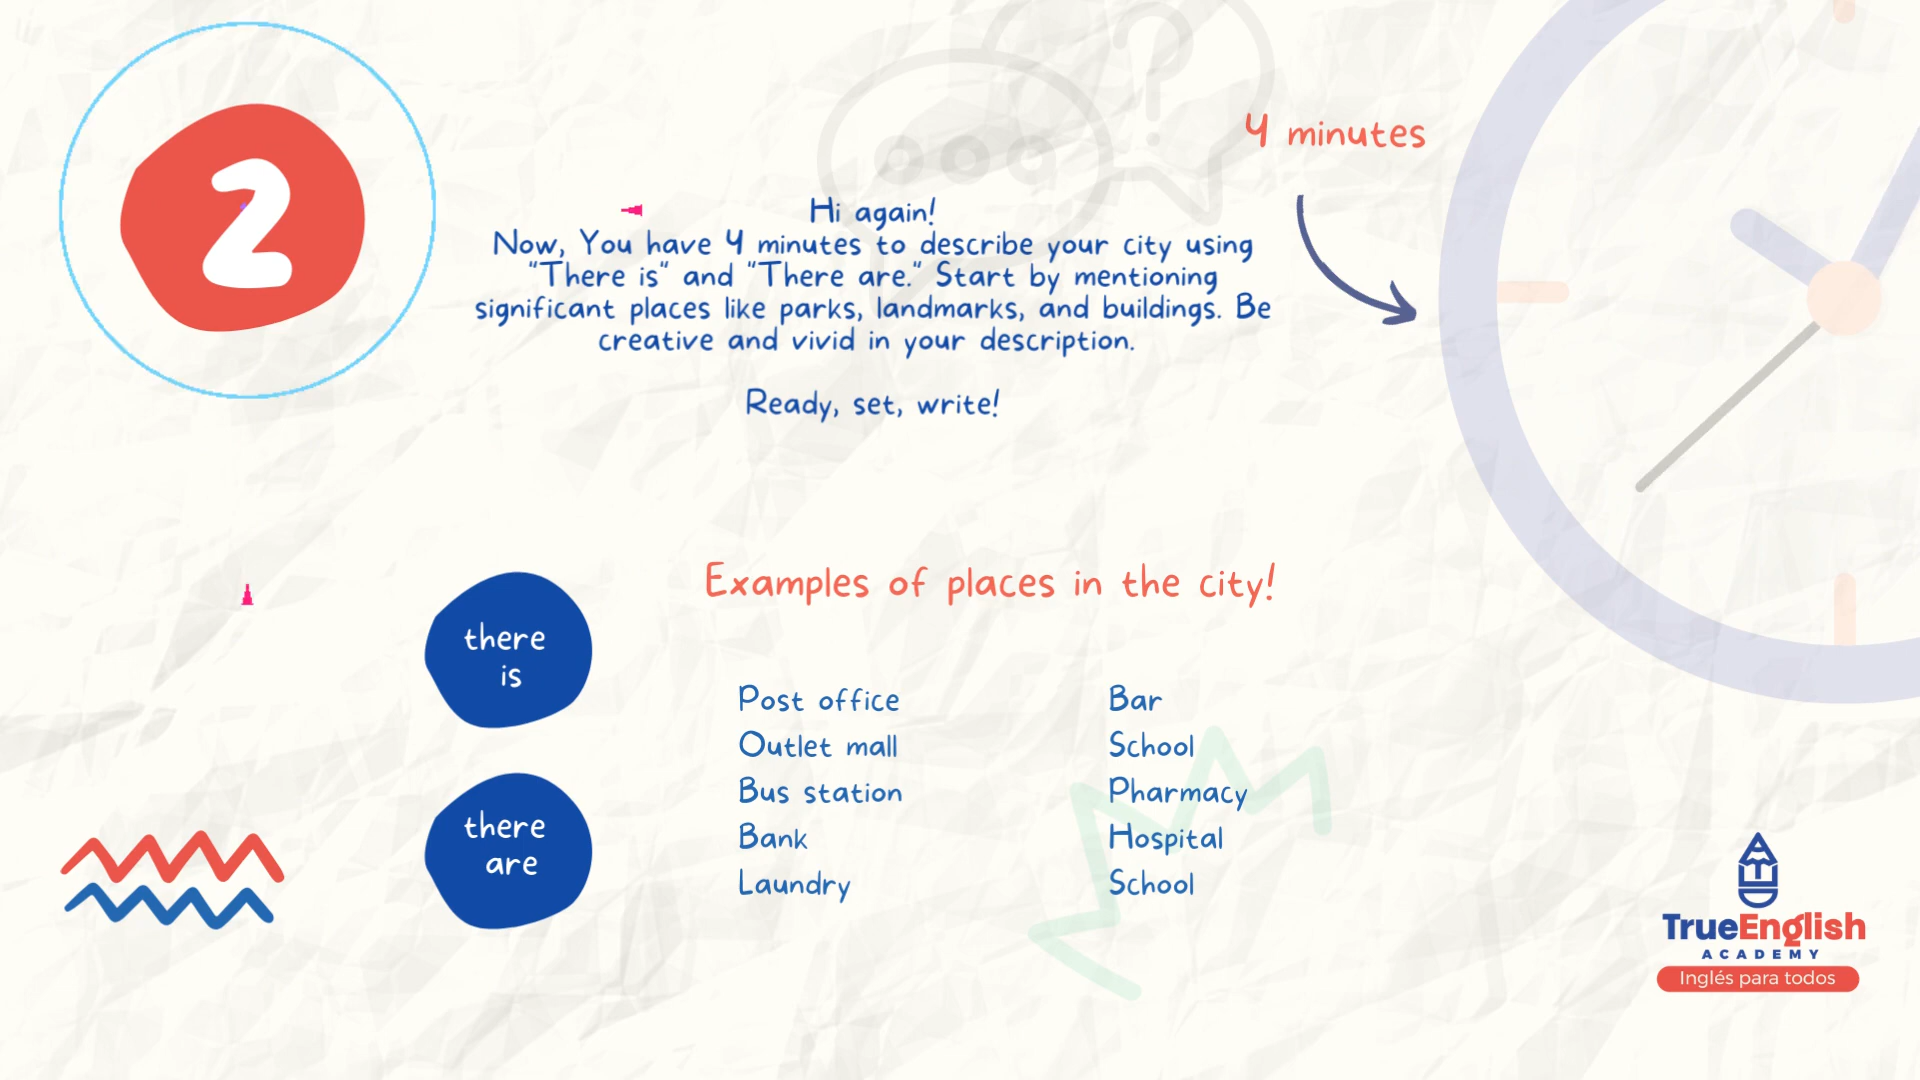 2
4 minutes
Hi again!
Now, You have 4 minutes to describe your city using
"There is" and "There are." Start by mentioning
significant places like parks, landmarks, and buildings. Be
creative and vivid in your description.
Ready, set, write!
Examples of places in the city!
there
is
there
are
Post office
Outlet mall
Bus station
Bank
Laundry
Bar
School
Pharmacy
Hospital
School
TrueEnglish
ACADEMY
Inglés para todos